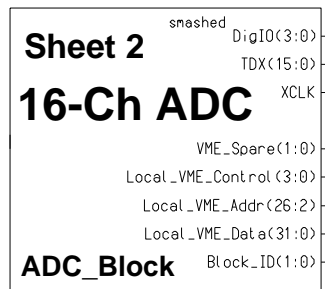 smashed
Sheet 2
DigIO(3:0)
TDX(15:0)
16-Ch ADC
XCLK
VME_Spare(1:0)
Local_VME_Control(3:0)
Local_VME_Addr(26:2)
Local_VME_Data(31:0)
ADC_Block
Block_ID(1:0)